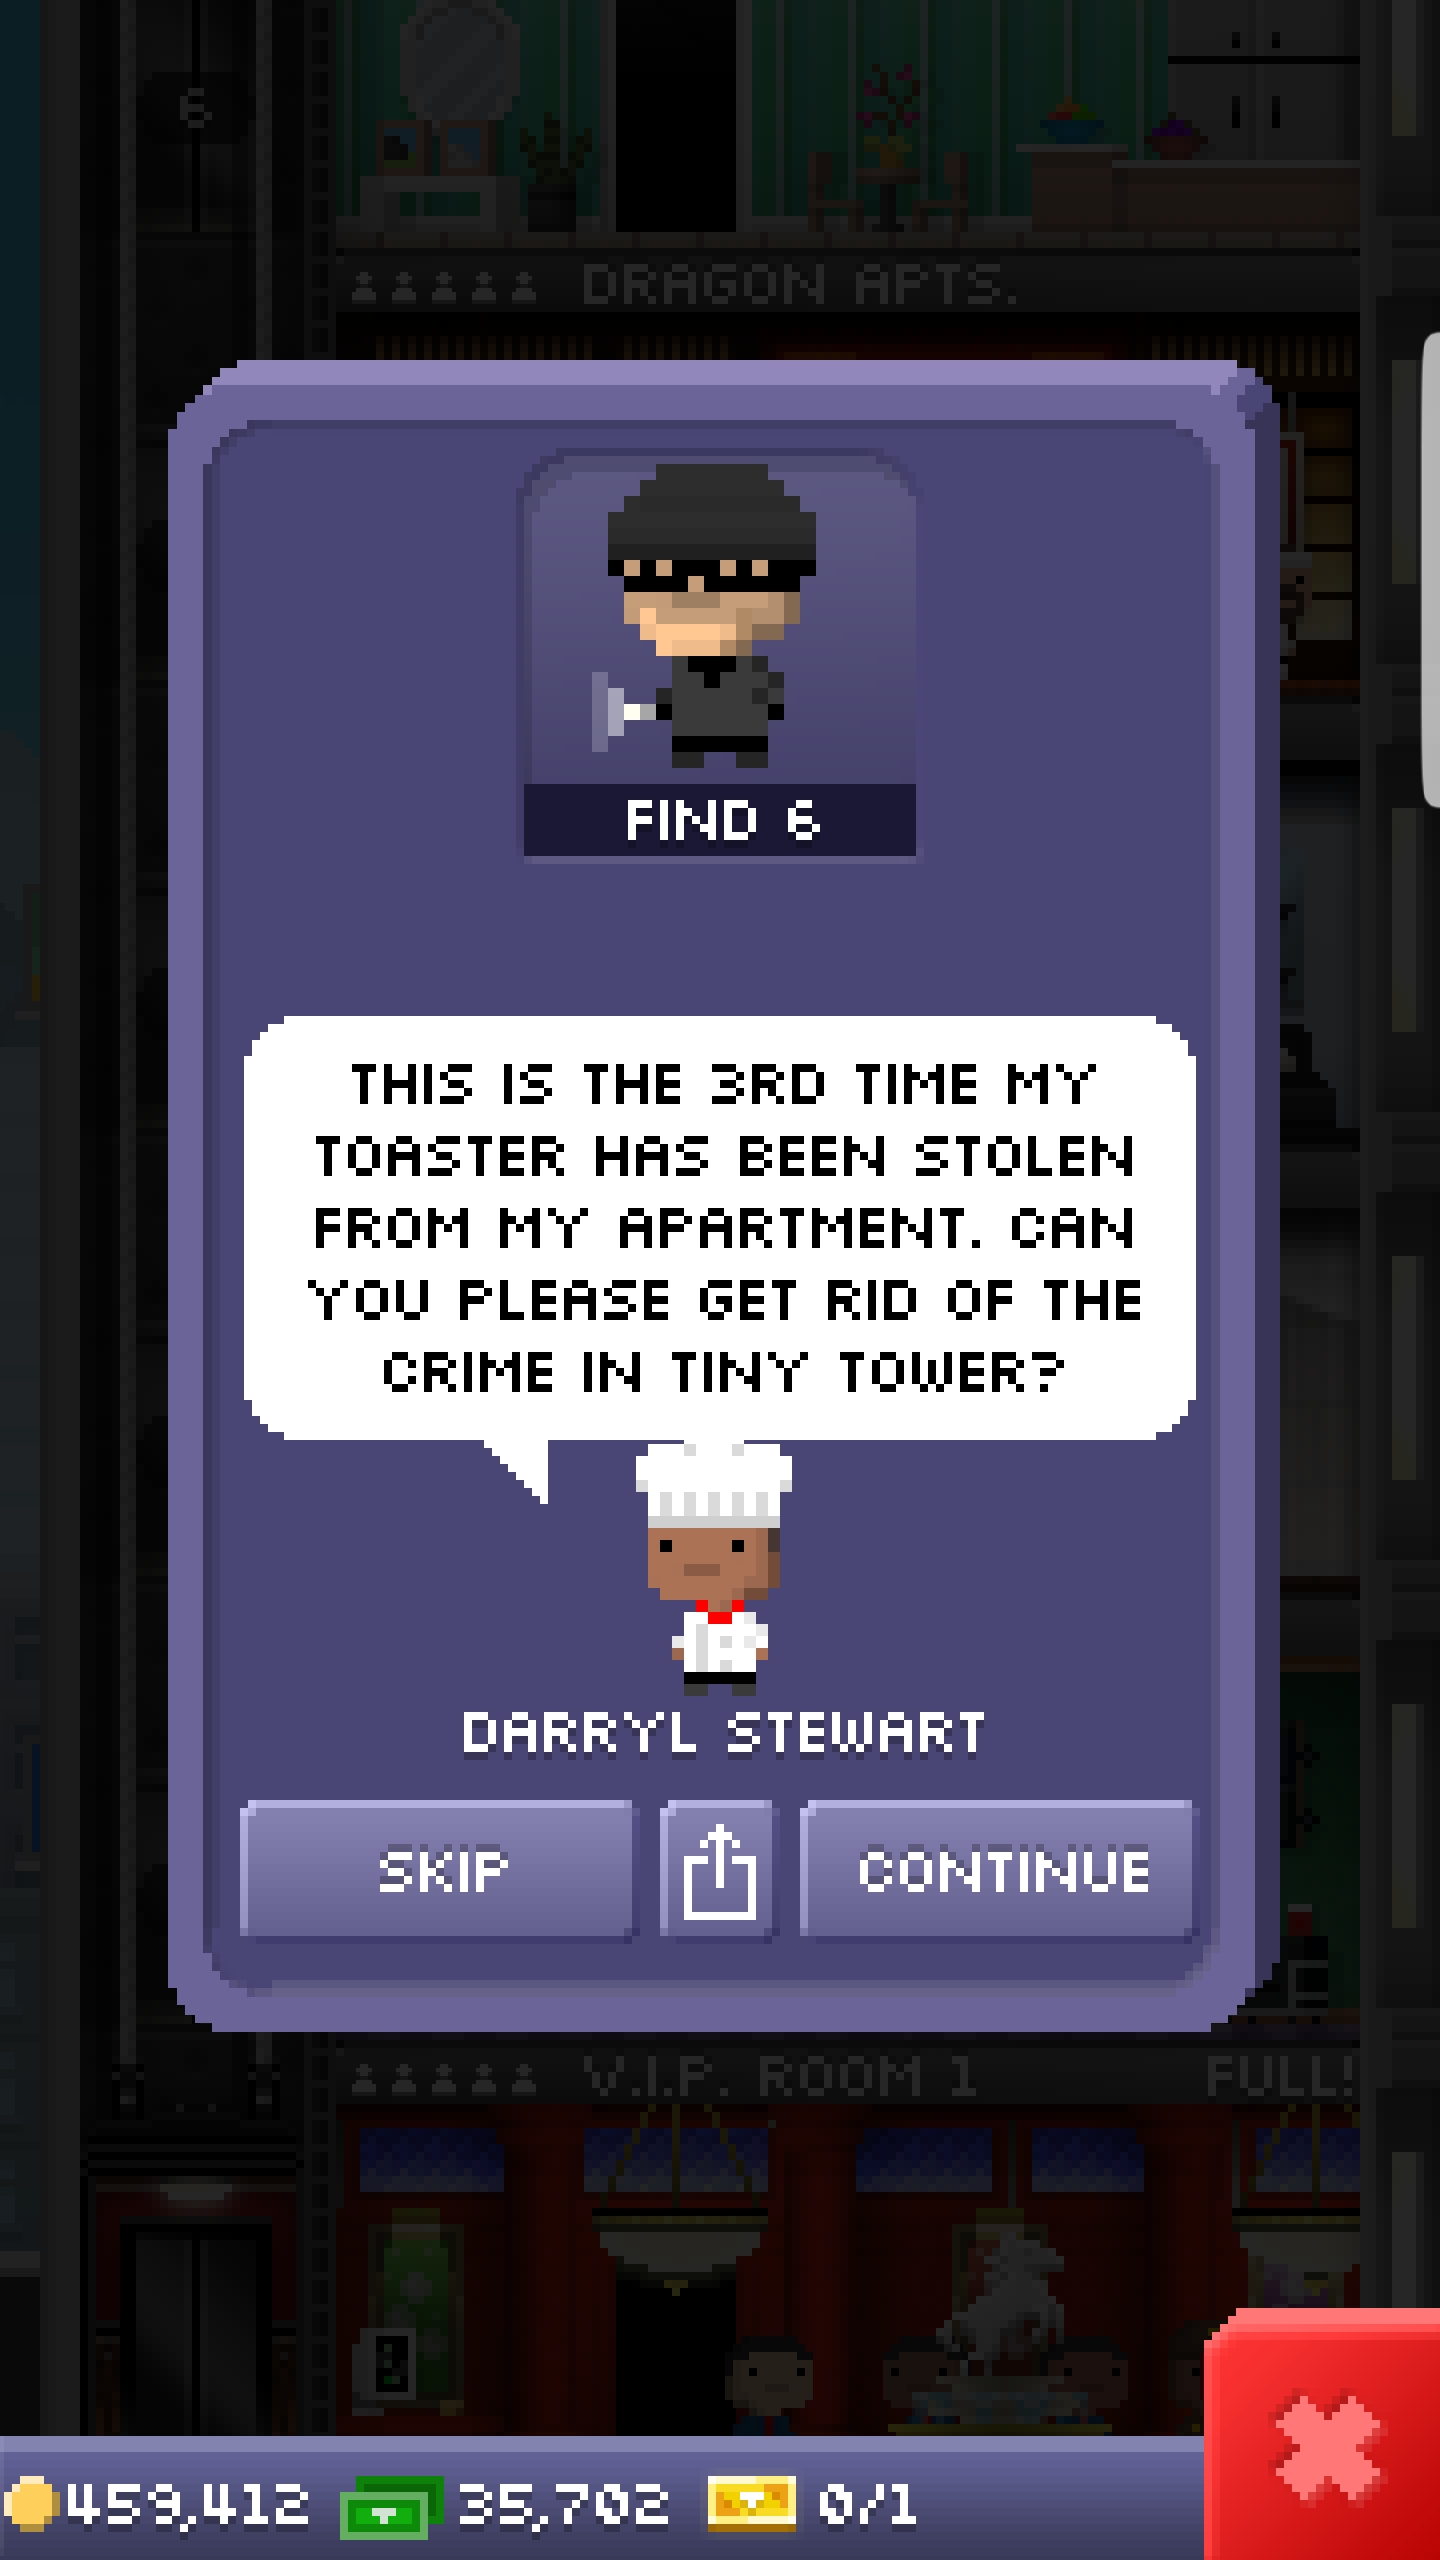 6
DRAGON APTS.
FIND 6
THIS IS THE 3RD TIME MY
TOASTER HAS BEEN STOLEN
FROM MY APARTMENT. CAN
YOU PLEASE GET RID OF THE
CRIME IN TINY TOWER?
DARRYL STEWART
SKIP
CONTINUE
V.I.P. ROOM 1 FULL!
459,412 35,702 0/1